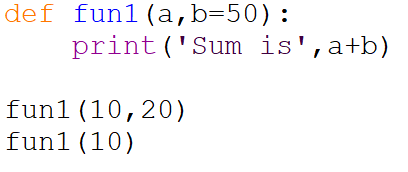 def fun1(a,b=50):
    print('Sum is',a+b)
fun1(10,20)
fun1(10)